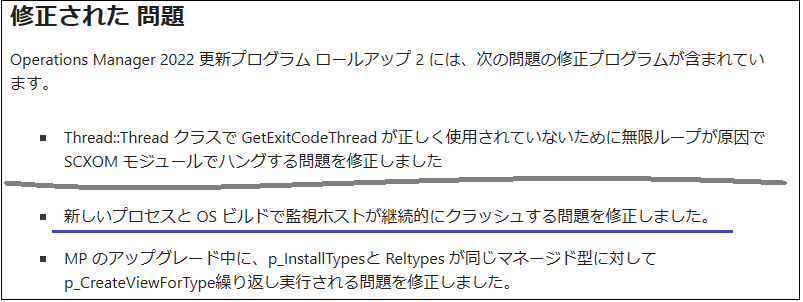 修正された 問題
Operations Manager 2022 更新プログラム ロールアップ 2 には、次の問題の修正プログラムが含まれてい
ます。
▪ Thread::Thread クラスで GetExitCodeThread が正しく使用されていないために無限ループが原因で
SCXOM モジュールでハングする問題を修正しました
▪ 新しいプロセスと OS ビルドで監視ホストが継続的にクラッシュする問題を修正しました。
▪ MP のアップグレード中に、p_InstallTypesと Reltypes が同じマネージド型に対して
p_CreateViewForType繰り返し実行される問題を修正しました。